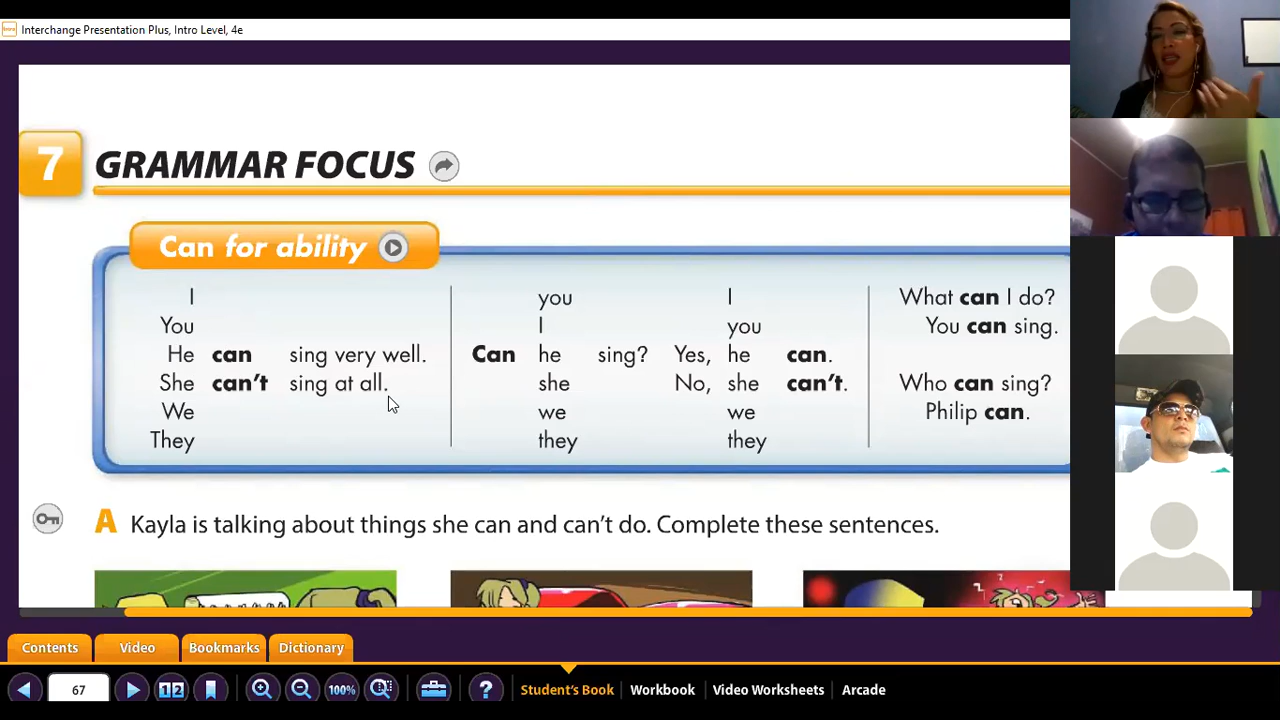 Interchange Presentation Plus, Intro Level, 4e
7 GRAMMAR FOCUS
Can for ability
I
You
He can sing very well.
She can't sing at all.
We
They
you
I
Can he sing?
she
we
they
I
you
Yes, he can.
No, she can't.
we
they
What can I do?
You can sing.
Who can sing?
Philip can.
A Kayla is talking about things she can and can't do. Complete these sentences.
Contents Video Bookmarks Dictionary
67 12 100% ? Student's Book Workbook Video Worksheets Arcade